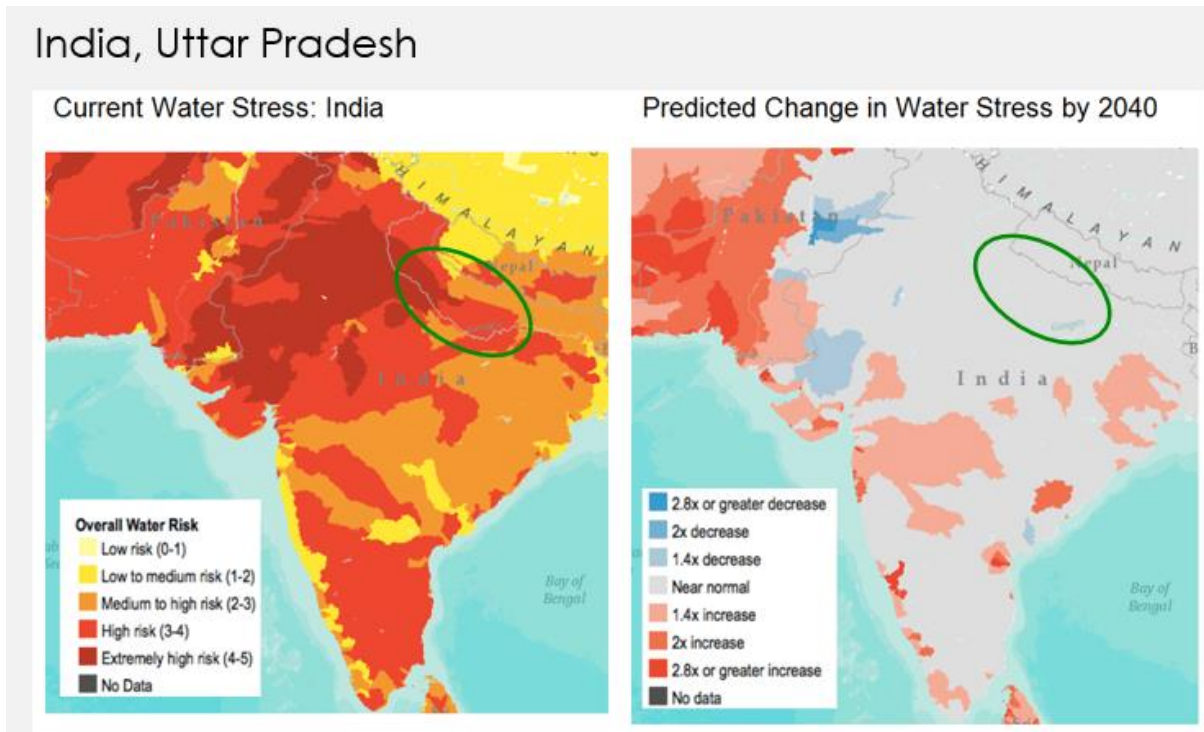 India, Uttar Pradesh
Current Water Stress: India
Predicted Change in Water Stress by 2040
HIMALAYAN
Pakistan
Nepal
India
Overall Water Risk
Low risk (0-1)
Low to medium risk (1-2)
Medium to high risk (2-3)
High risk (3-4)
Extremely high risk (4-5)
No Data
Bay of
Bengal
HIMALAYAN
Pakistan
Nepal
Ganges
India
2.8x or greater decrease
2x decrease
1.4x decrease
Near normal
1.4x increase
2x increase
2.8x or greater increase
No data
Bay of
Bengal